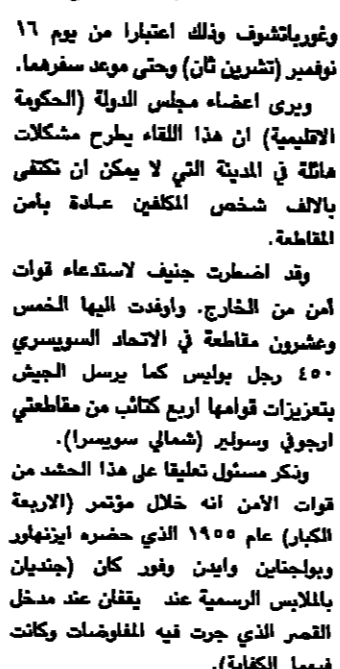 وغورباتشوف وذلك اعتبارا من يوم ١٦
نوفمبر (تشرين ثان) وحتى موعد سفرهما.
ويرى اعضاء مجلس الدولة (الحكومة
الاقليمية) ان هذا اللقاء يطرح مشكلات
هائلة في المدينة التي لا يمكن ان تكتفى
بالالف شخص المكلفين عادة بأمن
المقاطعة.
وقد اضطرت جنيف لاستدعاء قوات
أمن من الخارج. واوفدت اليها الخمس
وعشرون مقاطعة في الاتحاد السويسري
٤٥٠ رجل بوليس كما يرسل الجيش
بتعزيزات قوامها اربع كتائب من مقاطعتي
ارجوفي وسولير (شمالي سويسرا).
وذكر مسئول تعليقا على هذا الحشد من
قوات الأمن انه خلال مؤتمر (الاربعة
الكبار) عام ١٩٥٥ الذي حضره ايزنهاور
وبولجناين وايدن وفور كان (جنديان
بالملابس الرسمية عند يقفان عند مدخل
القصر الذي جرت فيه المفاوضات وكانت
فيهما الكفاية).